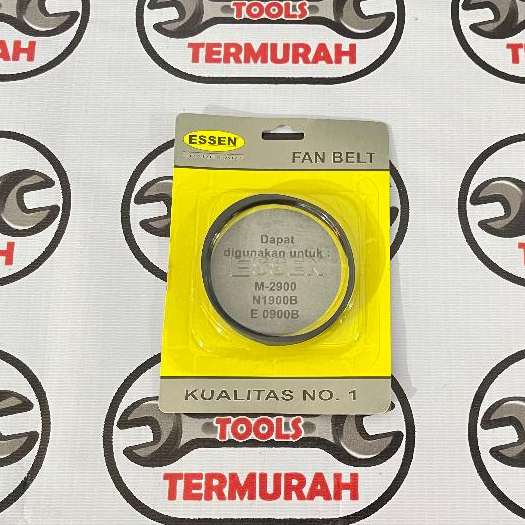 TOOLS
TERMURAH
ESSEN
FAN BELT
Dapat
digunakan untuk :
ESSEN
M-2900
N1900B
E 0900B
KUALITAS NO. 1
TOOLS
TERMURAH